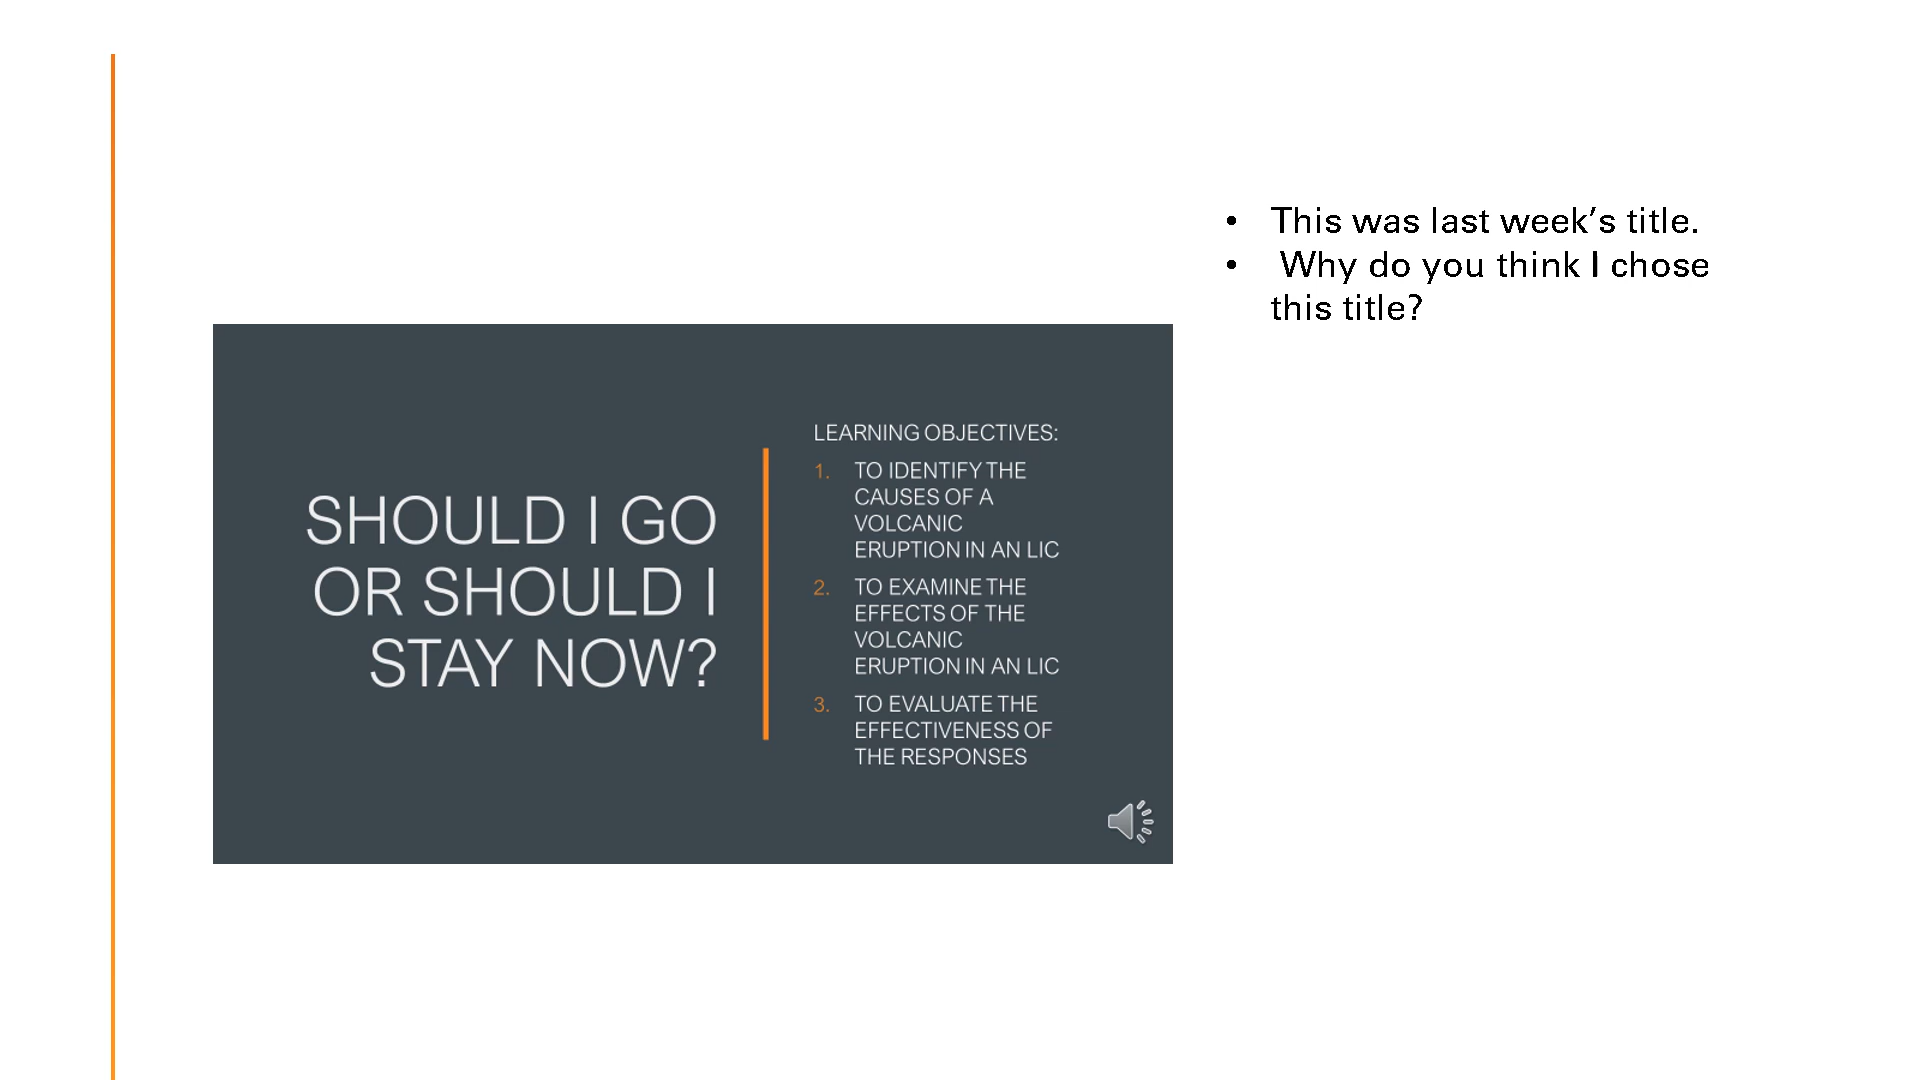 • This was last week’s title.
• Why do you think I chose
this title?
SHOULD I GO
OR SHOULD I
STAY NOW?
LEARNING OBJECTIVES:
1. TO IDENTIFY THE
CAUSES OF A
VOLCANIC
ERUPTION IN AN LIC
2. TO EXAMINE THE
EFFECTS OF THE
VOLCANIC
ERUPTION IN AN LIC
3. TO EVALUATE THE
EFFECTIVENESS OF
THE RESPONSES